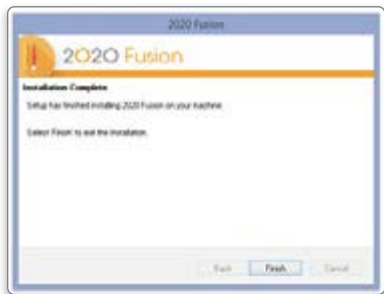 2020 Fusion
2020 Fusion
Installation Complete
Setup has finished installing 2020 Fusion on your machine.
Select 'Finish' to exit the installation.
Back Finish Cancel